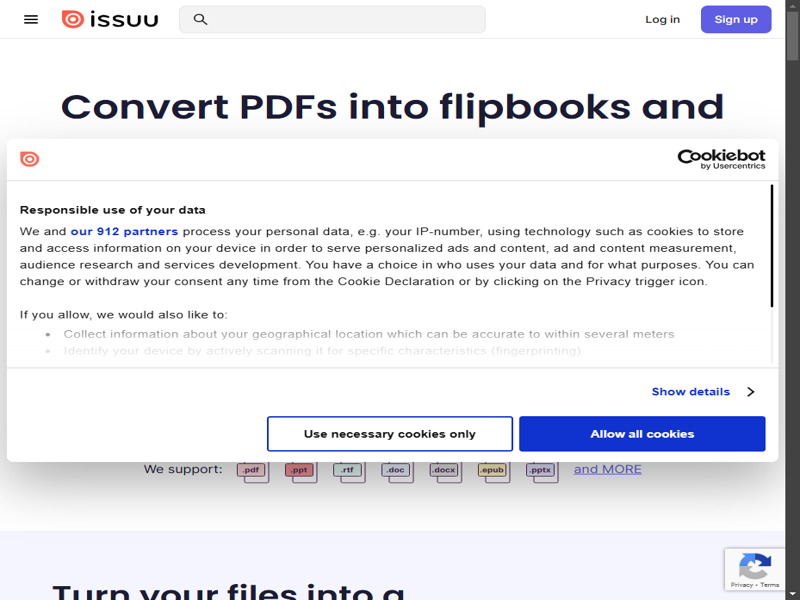 issuu
Log in
Sign up
Convert PDFs into flipbooks and
Cookiebot
by Usercentrics
Responsible use of your data
We and our 912 partners process your personal data, e.g. your IP-number, using technology such as cookies to store
and access information on your device in order to serve personalized ads and content, ad and content measurement,
audience research and services development. You have a choice in who uses your data and for what purposes. You can
change or withdraw your consent any time from the Cookie Declaration or by clicking on the Privacy trigger icon.
If you allow, we would also like to:
• Collect information about your geographical location which can be accurate to within several meters
• Identify your device by actively scanning it for specific characteristics (fingerprinting)
Show details
Use necessary cookies only
Allow all cookies
We support: .pdf .ppt .rtf .doc .docx .epub .pptx and MORE
Privacy • Terms
Turn your files into a